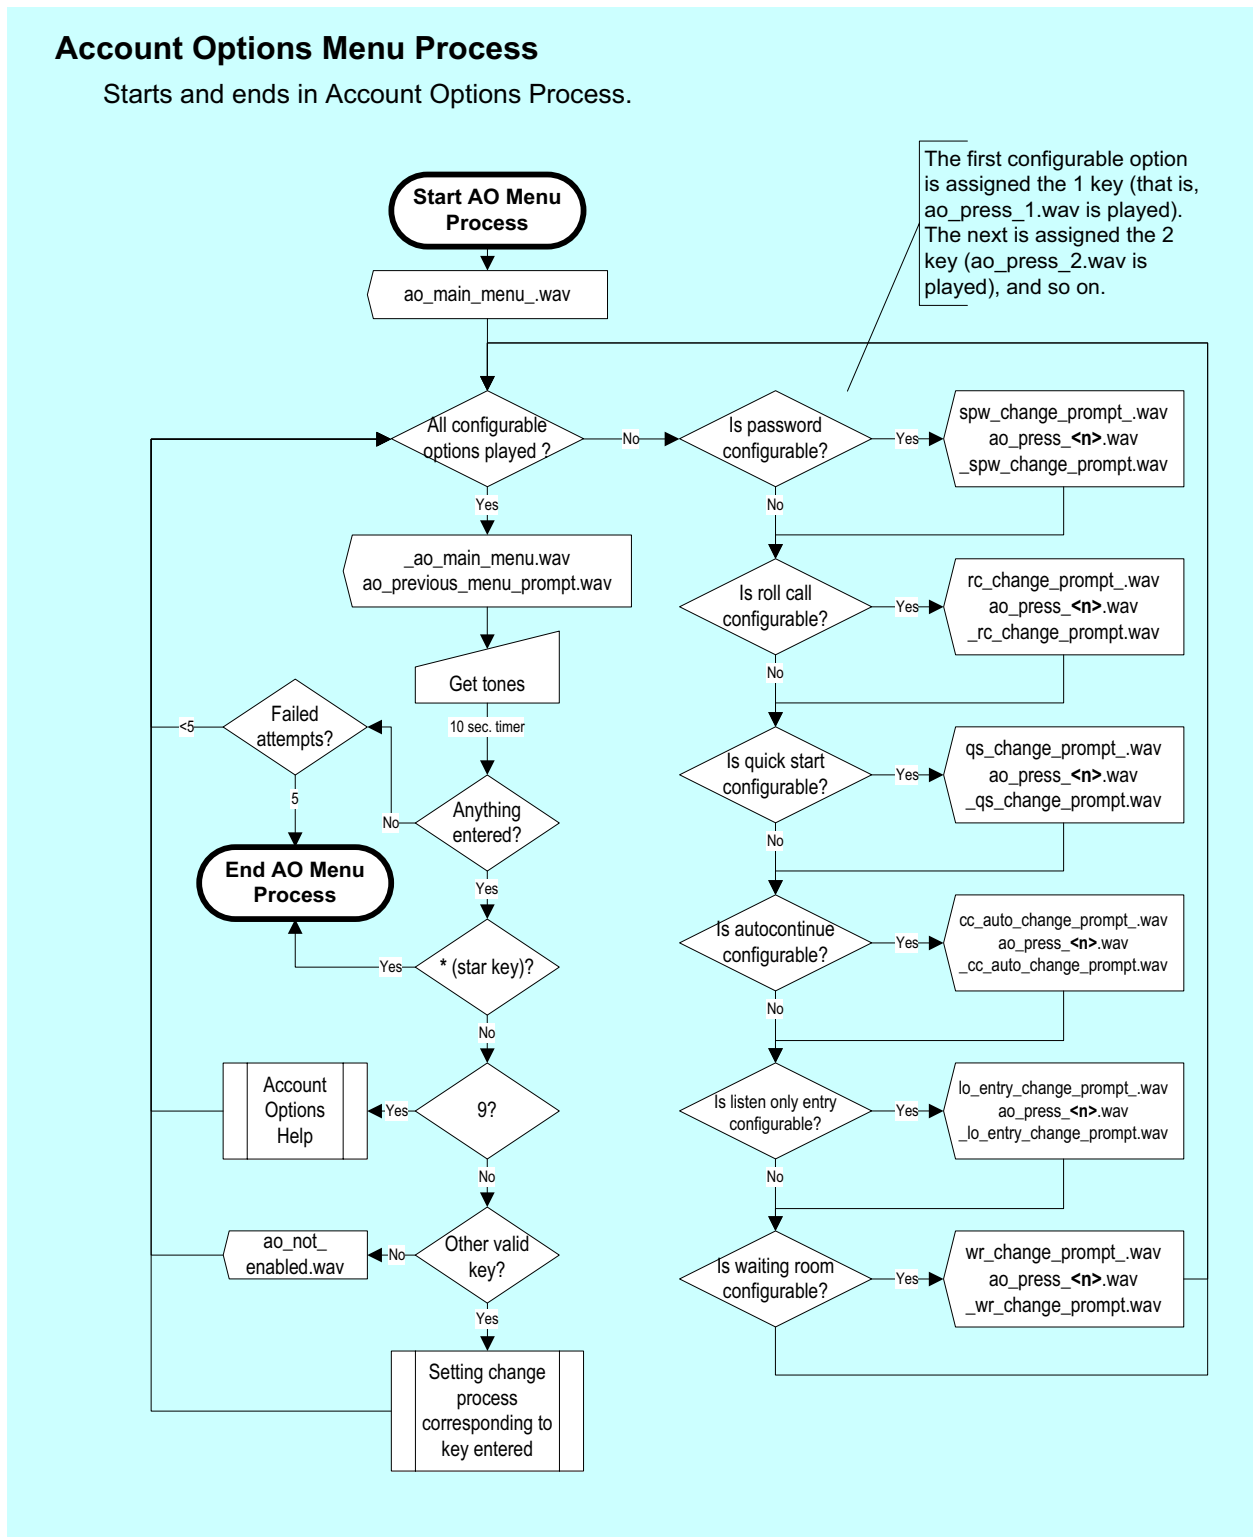 Account Options Menu Process
Starts and ends in Account Options Process.
The first configurable option
is assigned the 1 key (that is,
ao_press_1.wav is played).
The next is assigned the 2
key (ao_press_2.wav is
played), and so on.
Start AO Menu
Process
ao_main_menu_.wav
All configurable
options played ?
No
Is password
configurable?
Yes
spw_change_prompt_.wav
ao_press_<n>.wav
_spw_change_prompt.wav
Yes
No
_ao_main_menu.wav
ao_previous_menu_prompt.wav
Is roll call
configurable?
Yes
rc_change_prompt_.wav
ao_press_<n>.wav
_rc_change_prompt.wav
No
Get tones
10 sec. timer
Failed
attempts?
<5
5
Is quick start
configurable?
Yes
qs_change_prompt_.wav
ao_press_<n>.wav
_qs_change_prompt.wav
No
Anything
entered?
No
Yes
End AO Menu
Process
Is autocontinue
configurable?
Yes
cc_auto_change_prompt_.wav
ao_press_<n>.wav
_cc_auto_change_prompt.wav
No
* (star key)?
Yes
No
Account
Options
Help
Yes
9?
No
Is listen only entry
configurable?
Yes
lo_entry_change_prompt_.wav
ao_press_<n>.wav
_lo_entry_change_prompt.wav
No
ao_not_
enabled.wav
No
Other valid
key?
Yes
Is waiting room
configurable?
Yes
wr_change_prompt_.wav
ao_press_<n>.wav
_wr_change_prompt.wav
Setting change
process
corresponding to
key entered